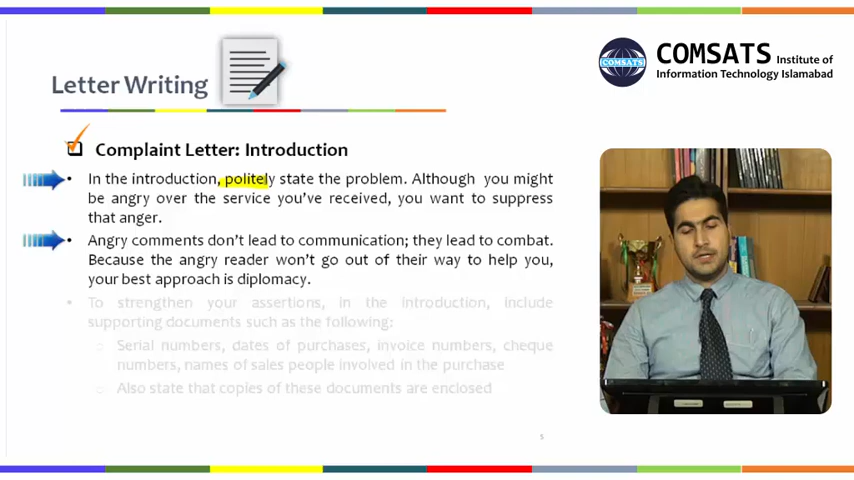 COMSATS Institute of
Information Technology Islamabad
COMSATS
Letter Writing
Complaint Letter: Introduction
• In the introduction, politely state the problem. Although you might
be angry over the service you've received, you want to suppress
that anger.
• Angry comments don't lead to communication; they lead to combat.
Because the angry reader won't go out of their way to help you,
your best approach is diplomacy.
• To strengthen your assertions, in the introduction, include
supporting documents such as the following:
o Serial numbers, dates of purchases, invoice numbers, cheque
numbers, names of sales people involved in the purchase
o Also state that copies of these documents are enclosed
5